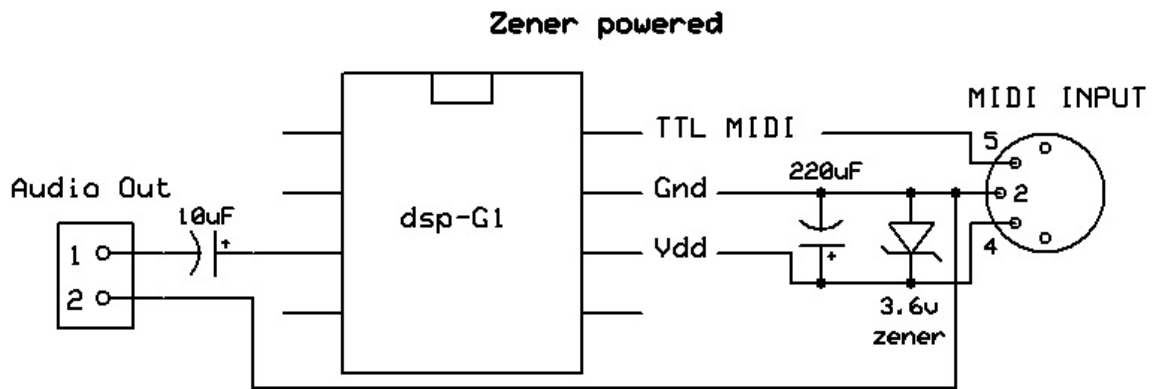 Zener powered
MIDI INPUT
TTL MIDI
5
220uF
Audio Out
Gnd
2
10uF
dsp-G1
+
1
Vdd
+
4
2
3.6v
zener